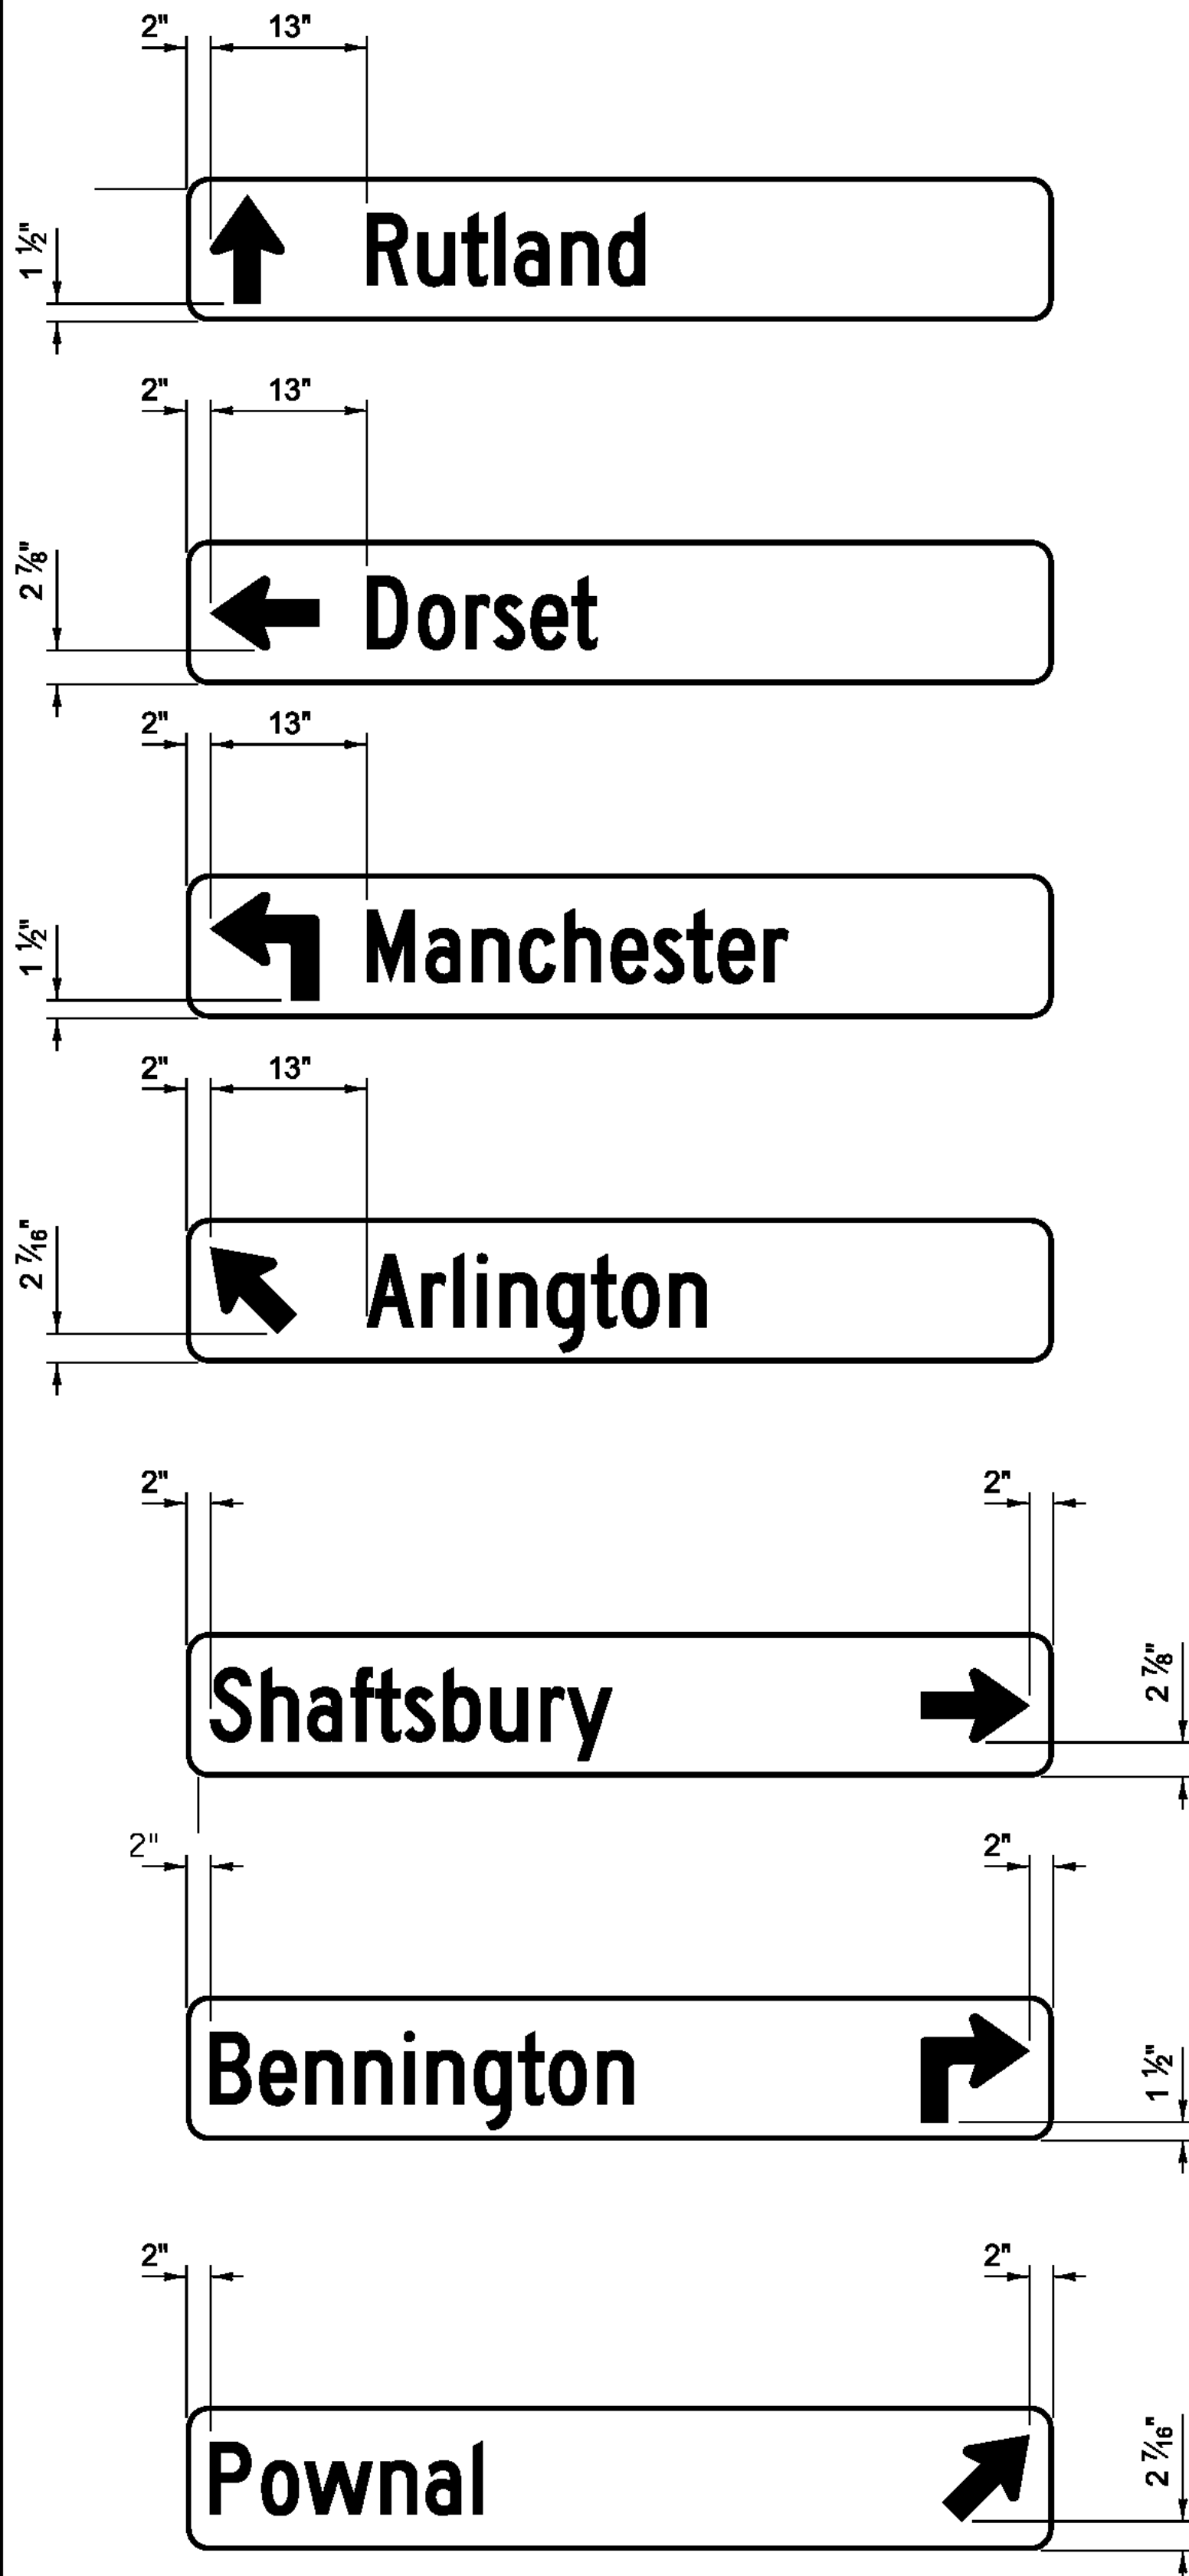 2" 13"
1 ½"
Rutland
2" 13"
2 ⅞"
Dorset
2" 13"
1 ½"
Manchester
2" 13"
2 7⁄16"
Arlington
2" 2"
Shaftsbury
2 ⅞"
2" 2"
Bennington
1 ½"
2" 2"
Pownal
2 7⁄16"